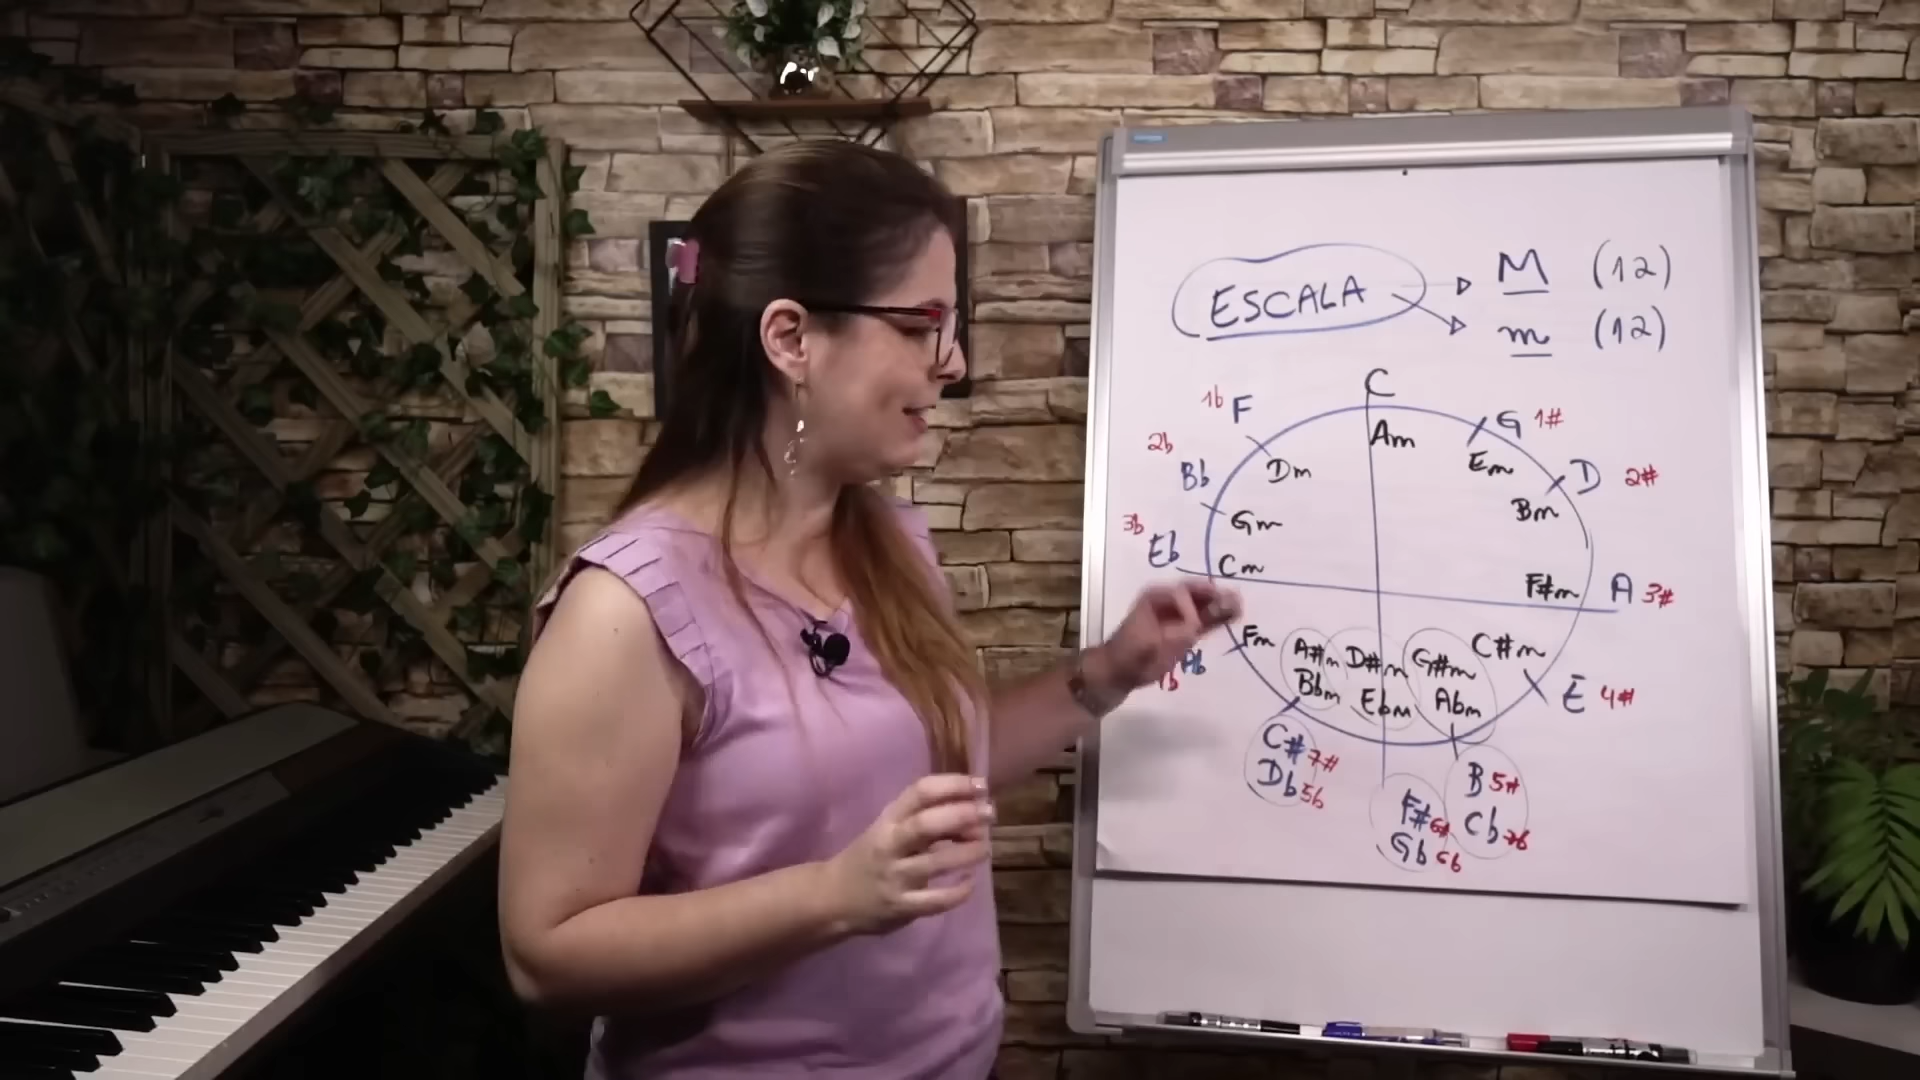 ESCALA M (12)
m (12)
C
1b F
Am
G 1#
2b
Bb
Dm
Em
D 2#
3b
Eb
Gm
Bm
Cm
F#m A 3#
Fm
A#m D#m G#m C#m
Ab
Bbm Ebm Abm
E 4#
C# 7#
Db 5b
B 5#
F# 6#
Cb 7b
Gb 6b